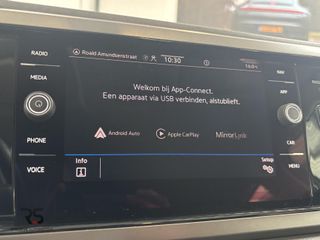 RADIO
MEDIA
PHONE
VOICE
Roald Amundsenstraat
10:30
Welkom bij App-Connect.
Een apparaat via USB verbinden, alstublieft.
Android Auto
Apple CarPlay
MirrorLink
Info
Setup
NAV
APP
CAR
MENU
RS